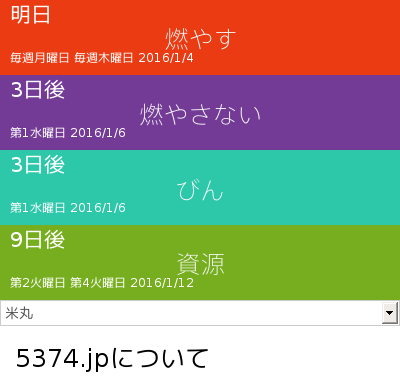 明日
燃やす
毎週月曜日 毎週木曜日 2016/1/4
3日後
燃やさない
第1水曜日 2016/1/6
3日後
びん
第1水曜日 2016/1/6
9日後
資源
第2火曜日 第4火曜日 2016/1/12
米丸
5374.jpについて